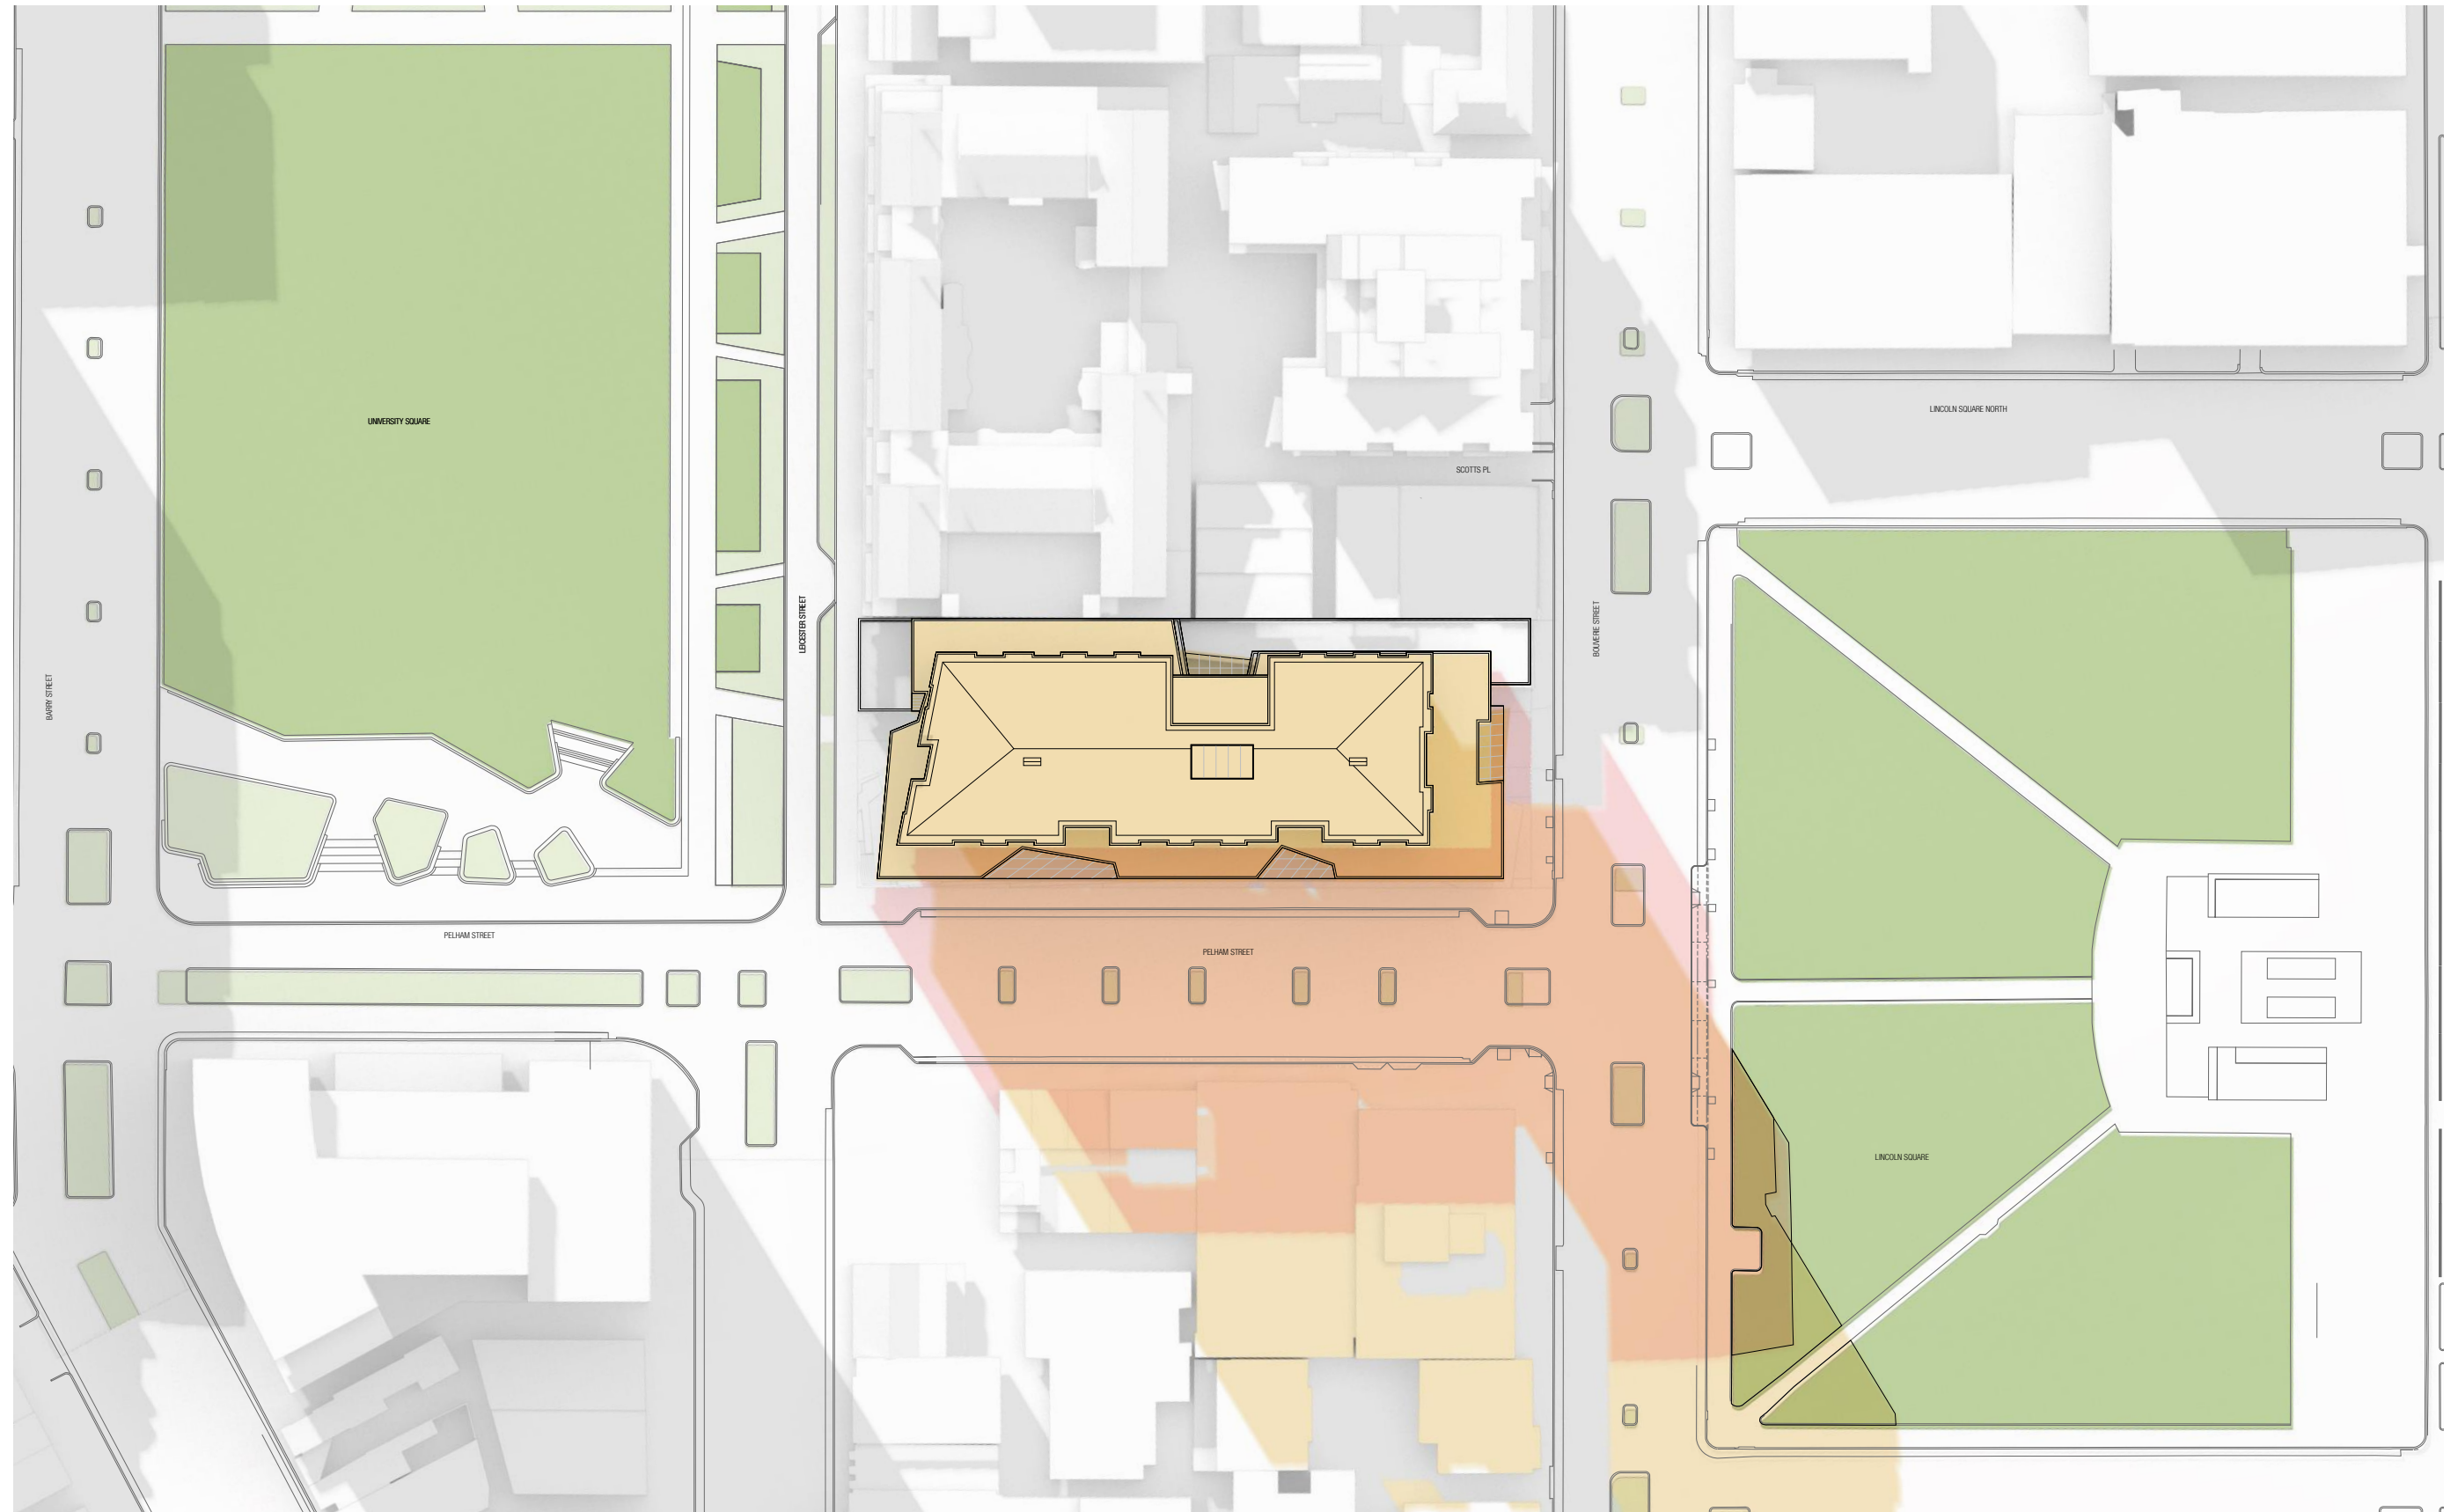 UNIVERSITY SQUARE
LINCOLN SQUARE NORTH
SCOTTS PL
LEICESTER STREET
BOUVERIE STREET
BARRY STREET
PELHAM STREET
PELHAM STREET
LINCOLN SQUARE